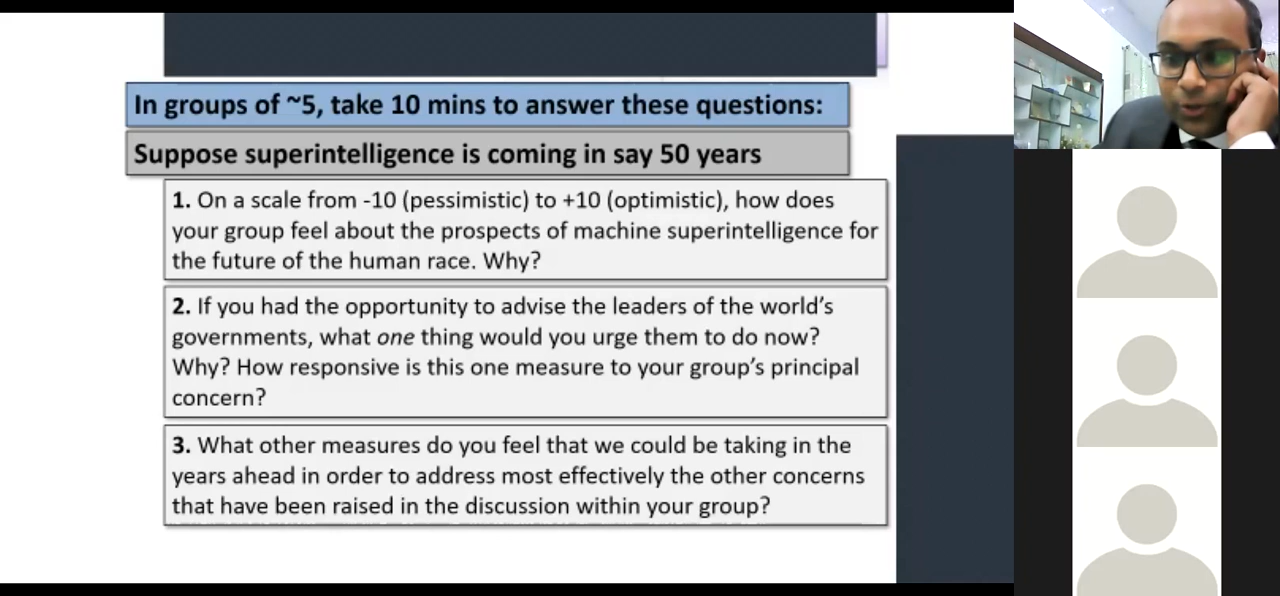 In groups of ~5, take 10 mins to answer these questions:
Suppose superintelligence is coming in say 50 years
1. On a scale from -10 (pessimistic) to +10 (optimistic), how does
your group feel about the prospects of machine superintelligence for
the future of the human race. Why?
2. If you had the opportunity to advise the leaders of the world's
governments, what one thing would you urge them to do now?
Why? How responsive is this one measure to your group's principal
concern?
3. What other measures do you feel that we could be taking in the
years ahead in order to address most effectively the other concerns
that have been raised in the discussion within your group?